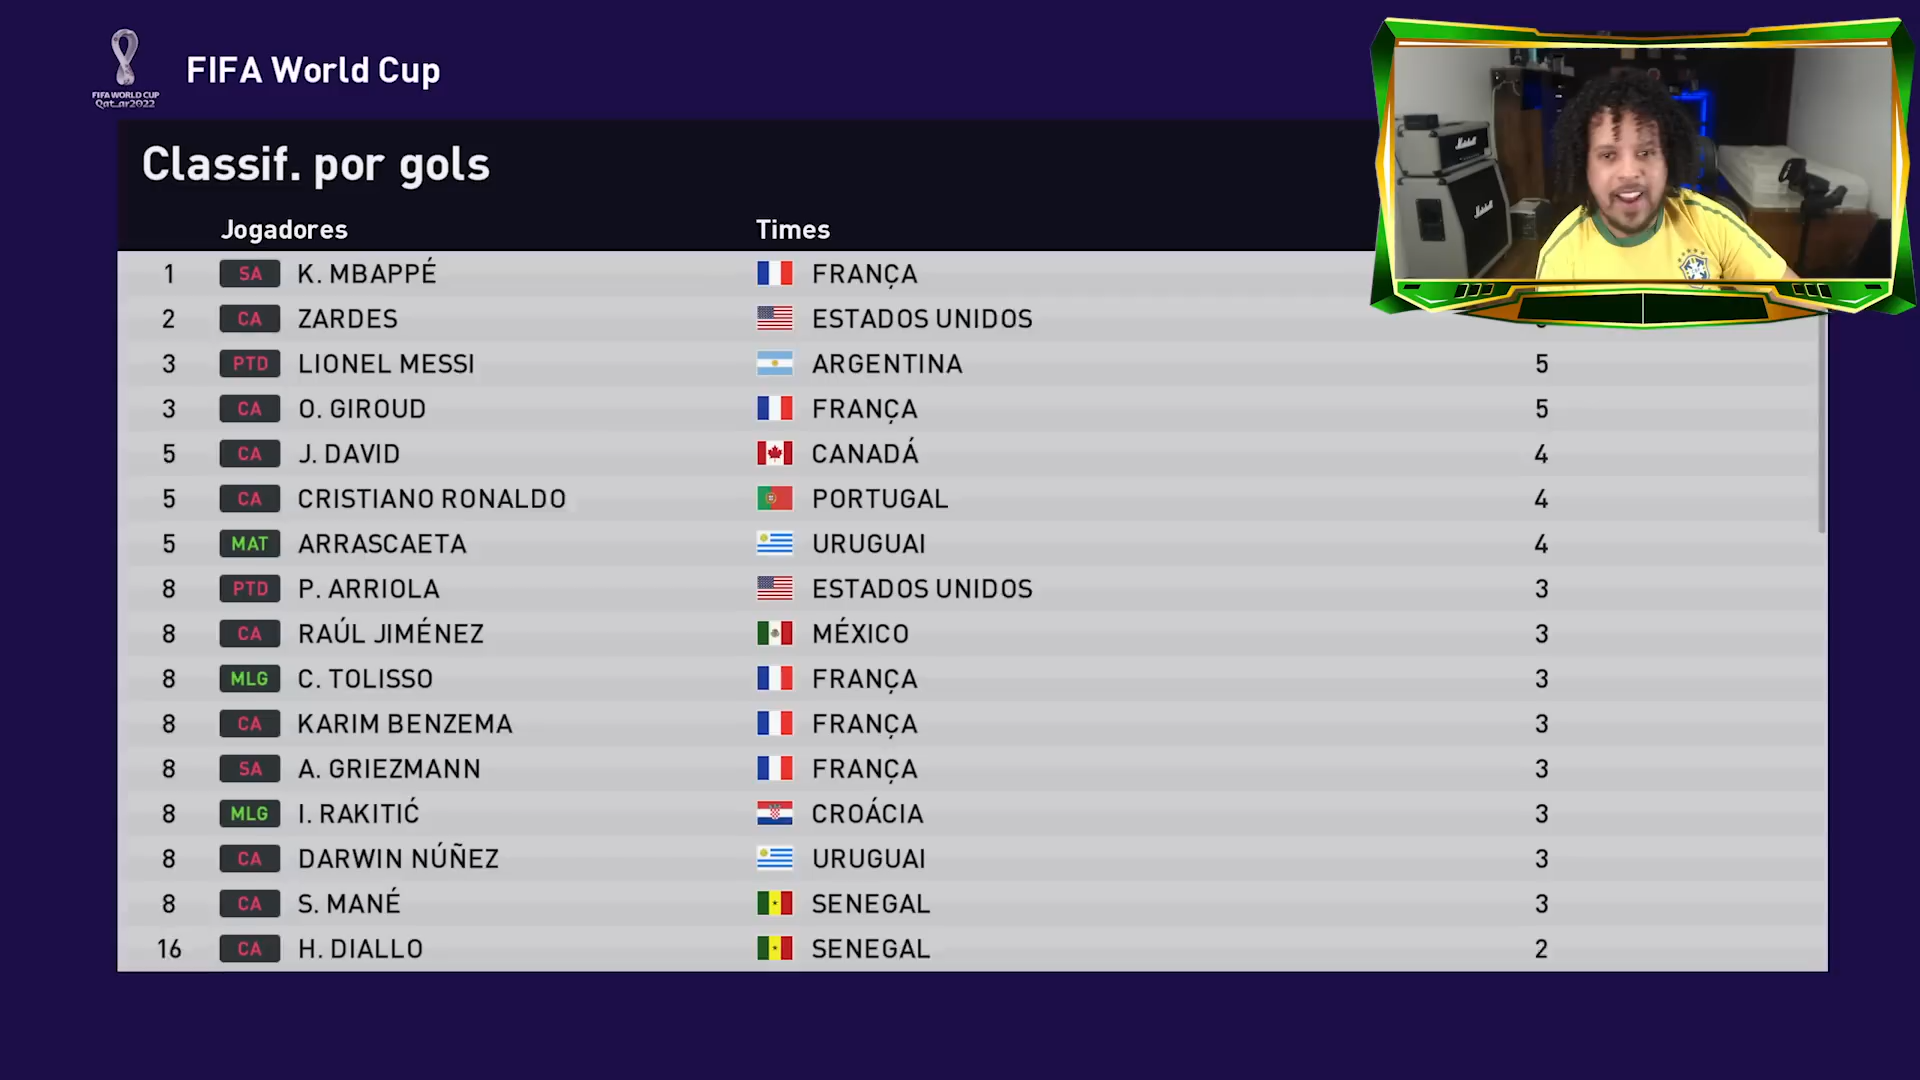 FIFA WORLD CUP
Qatar2022
FIFA World Cup
Classif. por gols
Jogadores Times
1 SA K. MBAPPÉ FRANÇA
2 CA ZARDES ESTADOS UNIDOS
3 PTD LIONEL MESSI ARGENTINA 5
3 CA O. GIROUD FRANÇA 5
5 CA J. DAVID CANADÁ 4
5 CA CRISTIANO RONALDO PORTUGAL 4
5 MAT ARRASCAETA URUGUAI 4
8 PTD P. ARRIOLA ESTADOS UNIDOS 3
8 CA RAÚL JIMÉNEZ MÉXICO 3
8 MLG C. TOLISSO FRANÇA 3
8 CA KARIM BENZEMA FRANÇA 3
8 SA A. GRIEZMANN FRANÇA 3
8 MLG I. RAKITIĆ CROÁCIA 3
8 CA DARWIN NÚÑEZ URUGUAI 3
8 CA S. MANÉ SENEGAL 3
16 CA H. DIALLO SENEGAL 2
Marshall
Marshall